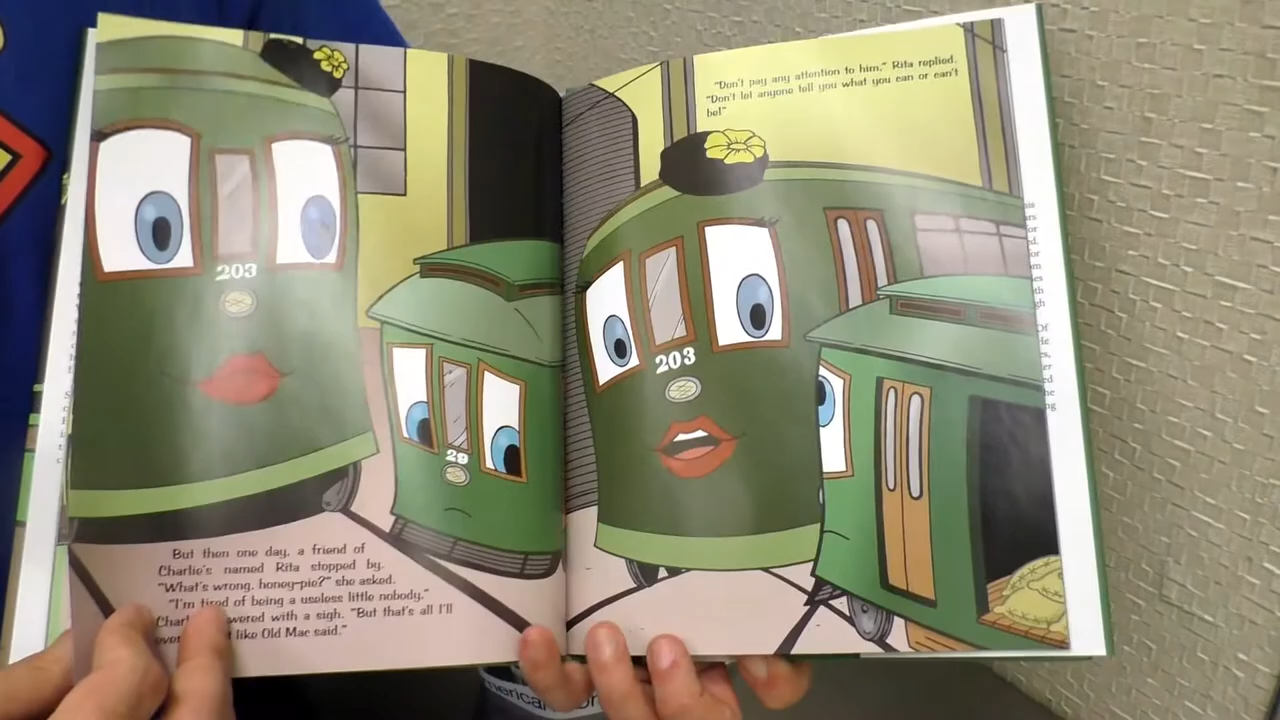 203
29
But then one day, a friend of
Charlie's named Rita stopped by.
"What's wrong, honey-pie?" she asked.
"I'm tired of being a useless little nobody,"
with a sigh. "But that's all I'll
like Old Mac said."
"Don't pay any attention to him," Rita replied.
"Don't let anyone tell you what you can or can't
be!"
203